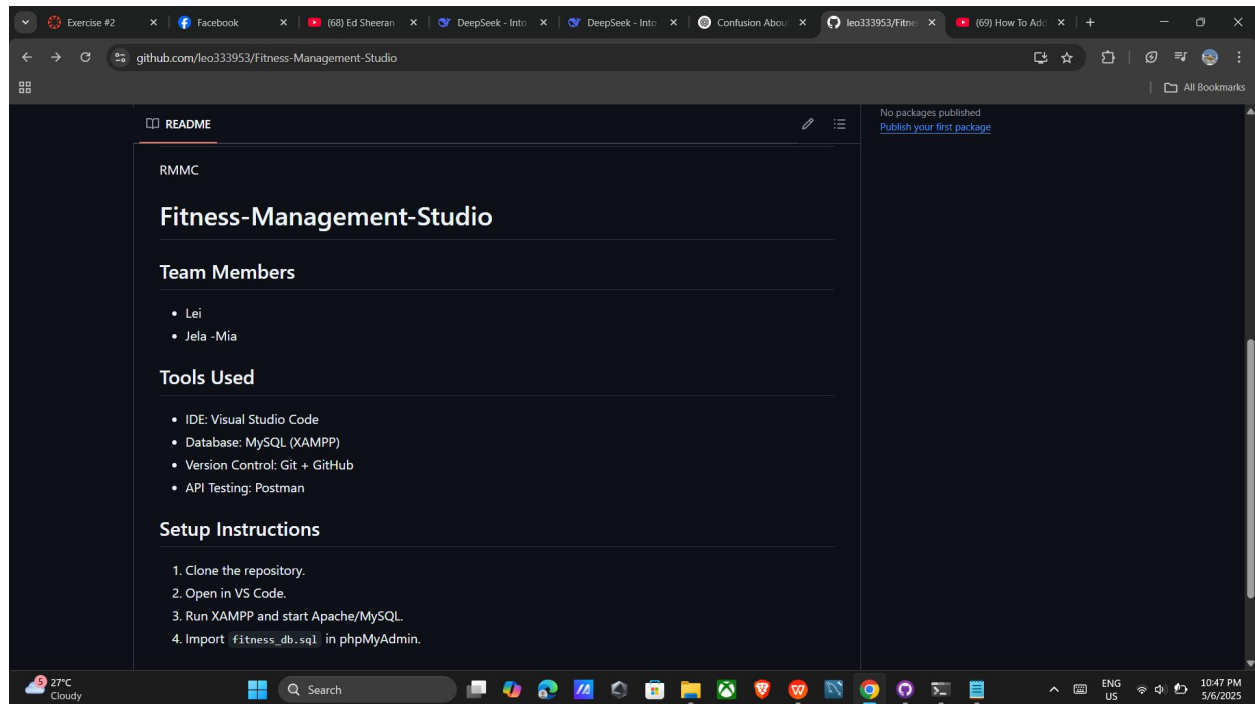 Exercise #2
Facebook
(68) Ed Sheeran
DeepSeek - Into
DeepSeek - Into
Confusion Abou
leo333953/Fitne
(69) How To Add
github.com/leo333953/Fitness-Management-Studio
All Bookmarks
README
No packages published
Publish your first package
RMMC
Fitness-Management-Studio
Team Members
• Lei
• Jela -Mia
Tools Used
• IDE: Visual Studio Code
• Database: MySQL (XAMPP)
• Version Control: Git + GitHub
• API Testing: Postman
Setup Instructions
1. Clone the repository.
2. Open in VS Code.
3. Run XAMPP and start Apache/MySQL.
4. Import fitness_db.sql in phpMyAdmin.
5
27°C
Cloudy
Search
ENG
US
10:47 PM
5/6/2025